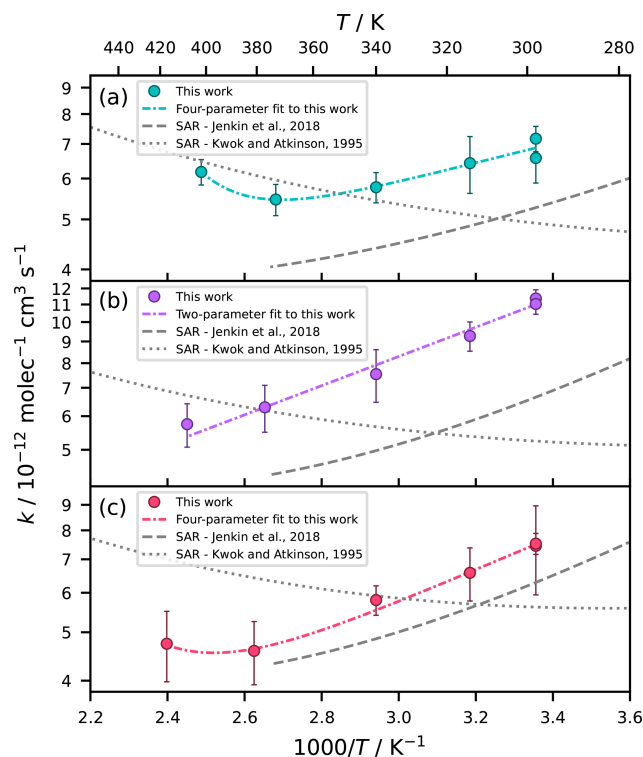 T / K
440 420 400 380 360 340 320 300 280
(a)
This work
Four-parameter fit to this work
SAR - Jenkin et al., 2018
SAR - Kwok and Atkinson, 1995
9
8
7
6
5
4
(b)
This work
Two-parameter fit to this work
SAR - Jenkin et al., 2018
SAR - Kwok and Atkinson, 1995
12
11
10
9
8
7
6
5
k / 10⁻¹² molec⁻¹ cm³ s⁻¹
(c)
This work
Four-parameter fit to this work
SAR - Jenkin et al., 2018
SAR - Kwok and Atkinson, 1995
9
8
7
6
5
4
2.2 2.4 2.6 2.8 3.0 3.2 3.4 3.6
1000/T / K⁻¹